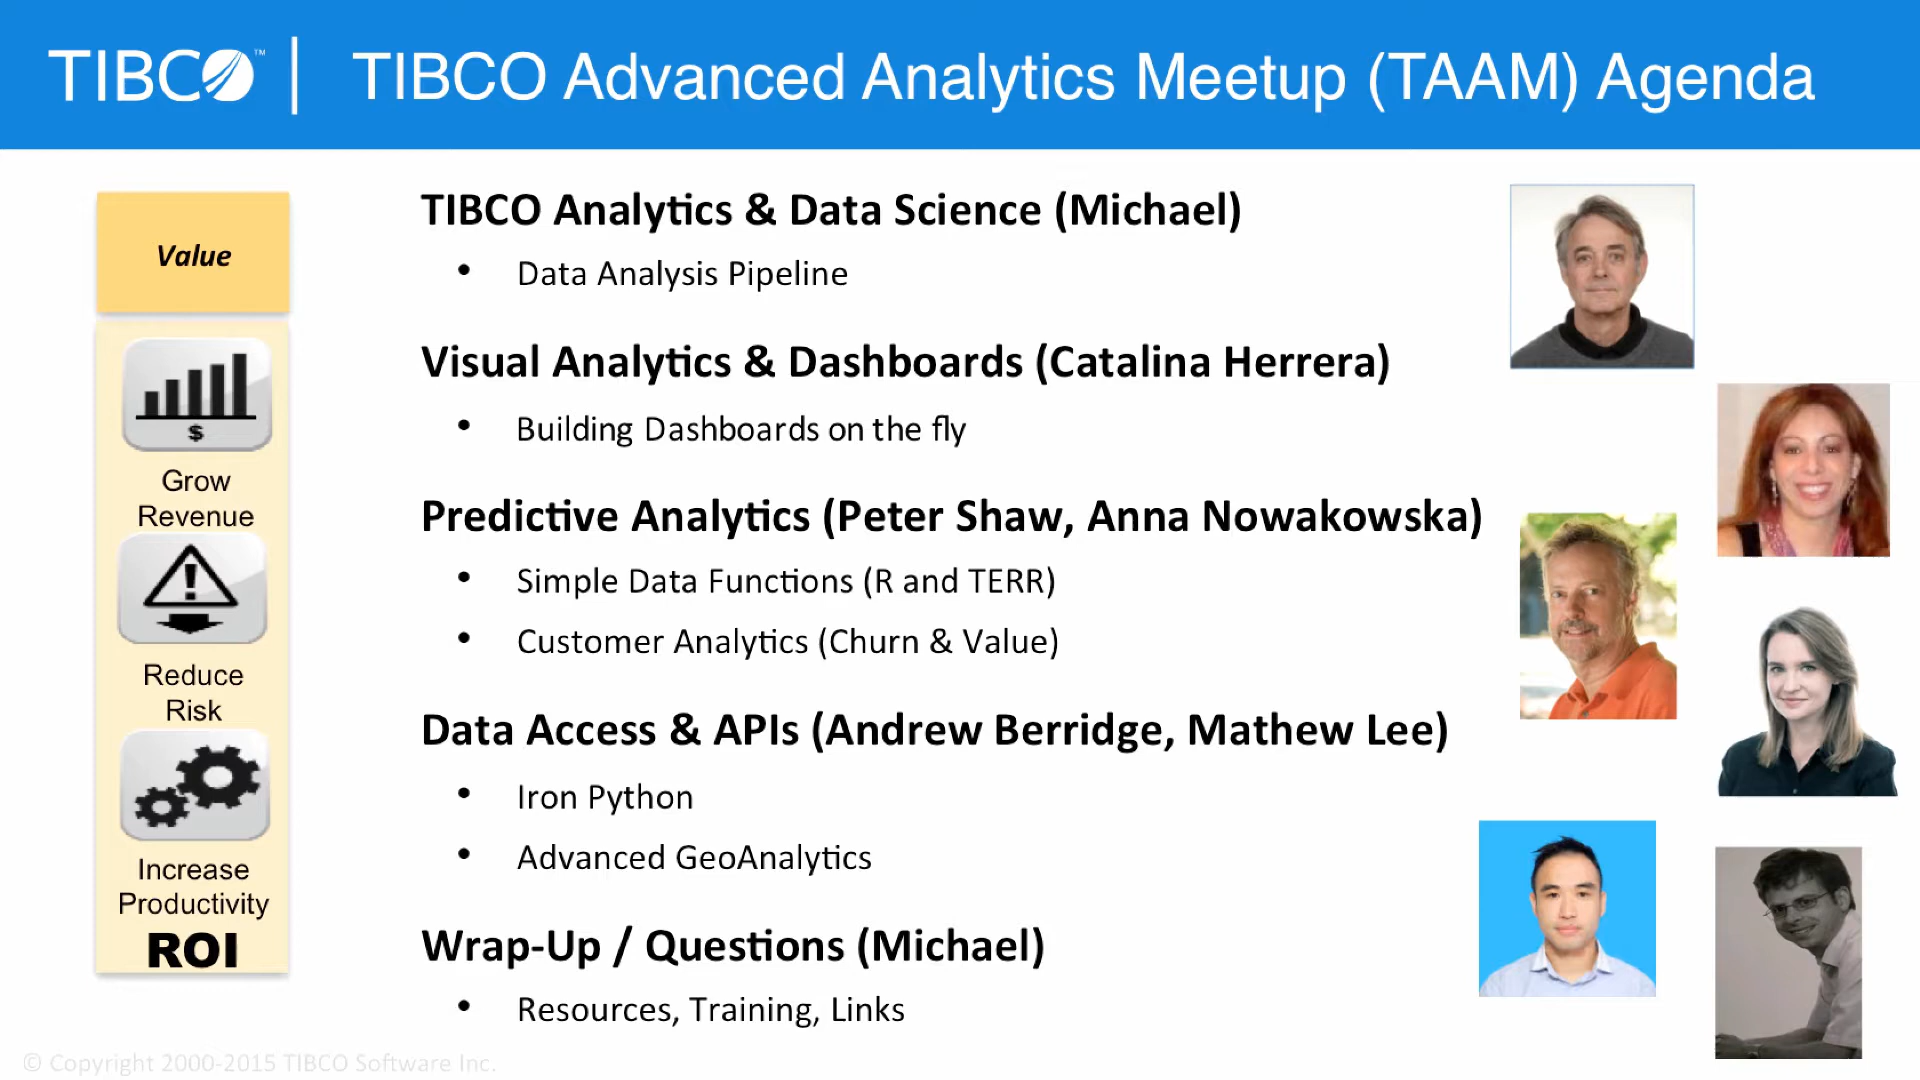 TIBCO™ | TIBCO Advanced Analytics Meetup (TAAM) Agenda
Value
$
Grow
Revenue
Reduce
Risk
Increase
Productivity
ROI
TIBCO Analytics & Data Science (Michael)
• Data Analysis Pipeline
Visual Analytics & Dashboards (Catalina Herrera)
• Building Dashboards on the fly
Predictive Analytics (Peter Shaw, Anna Nowakowska)
• Simple Data Functions (R and TERR)
• Customer Analytics (Churn & Value)
Data Access & APIs (Andrew Berridge, Mathew Lee)
• Iron Python
• Advanced GeoAnalytics
Wrap-Up / Questions (Michael)
• Resources, Training, Links
© Copyright 2000-2015 TIBCO Software Inc.